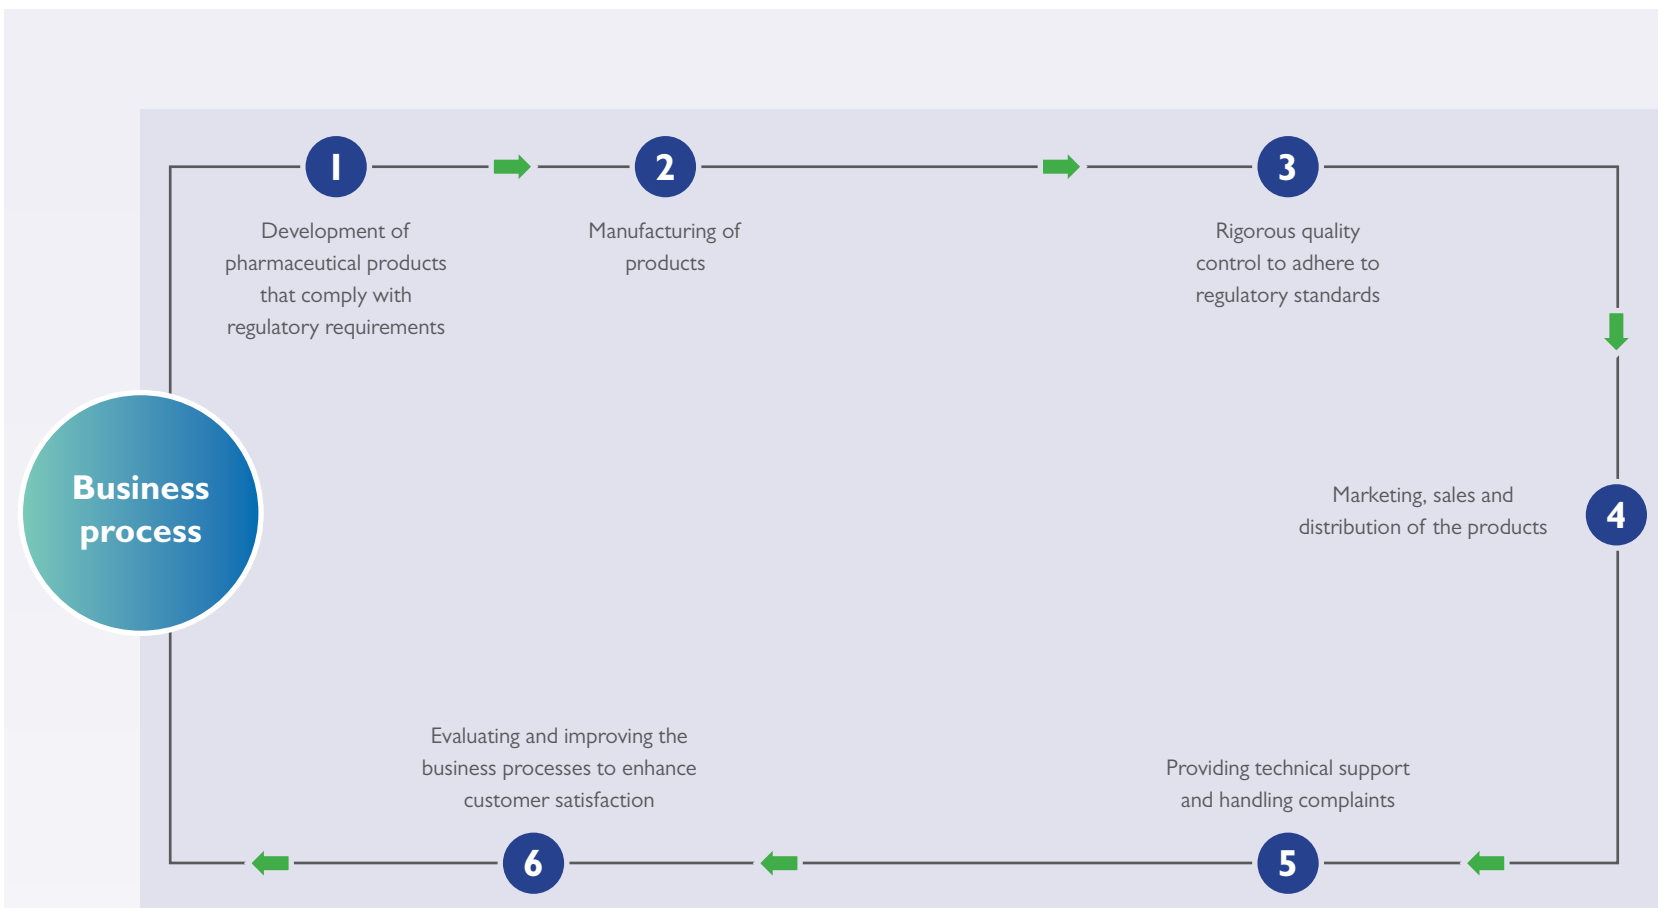 1
Development of
pharmaceutical products
that comply with
regulatory requirements
2
Manufacturing of
products
3
Rigorous quality
control to adhere to
regulatory standards
Business
process
Marketing, sales and
distribution of the products
4
Providing technical support
and handling complaints
5
Evaluating and improving the
business processes to enhance
customer satisfaction
6